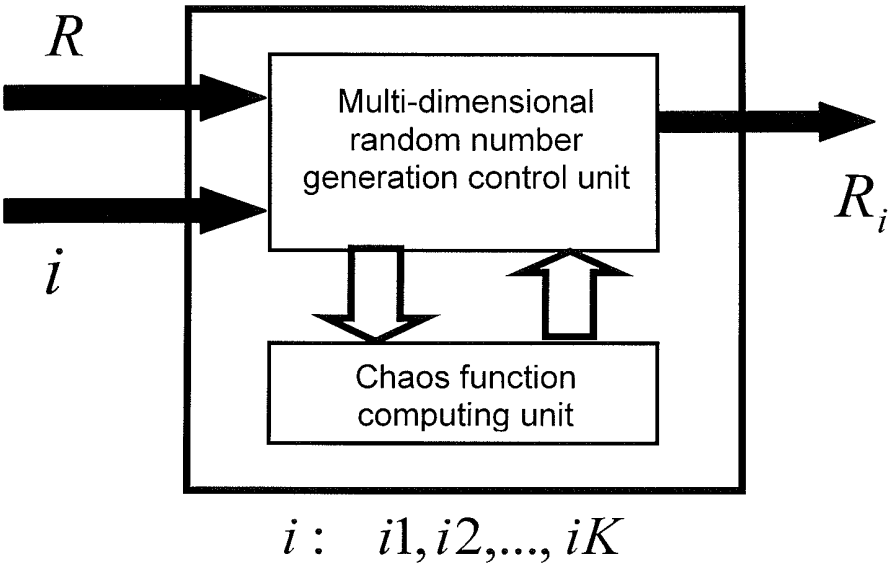 R
Multi-dimensional
random number
generation control unit
R_i
i
Chaos function
computing unit
i : i1, i2,..., iK